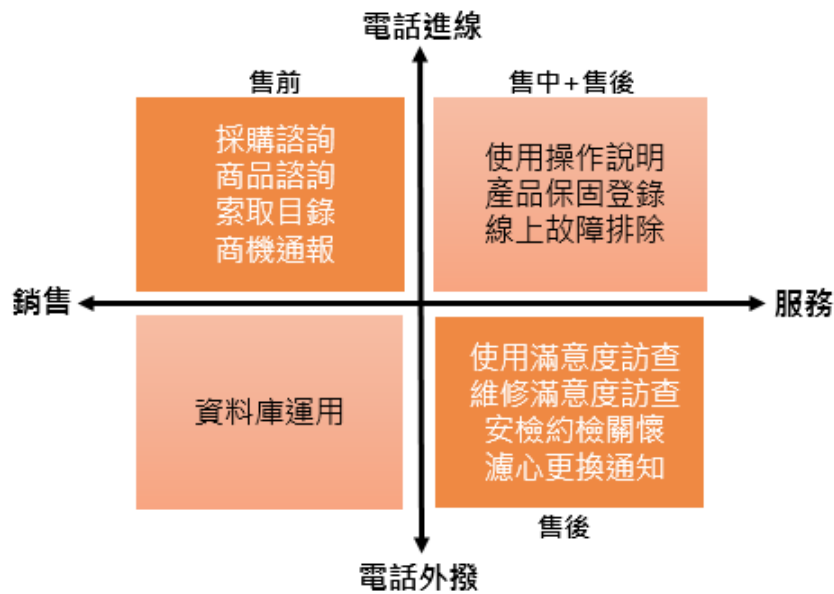 電話進線
售前
售中+售後
採購諮詢
商品諮詢
索取目錄
商機通報
使用操作說明
產品保固登錄
線上故障排除
銷售
服務
資料庫運用
使用滿意度訪查
維修滿意度訪查
安檢約檢關懷
濾心更換通知
售後
電話外撥